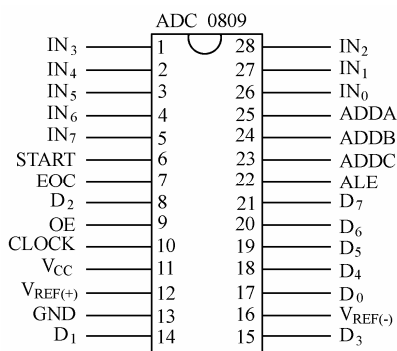 ADC 0809
IN3 1 28 IN2
IN4 2 27 IN1
IN5 3 26 IN0
IN6 4 25 ADDA
IN7 5 24 ADDB
START 6 23 ADDC
EOC 7 22 ALE
D2 8 21 D7
OE 9 20 D6
CLOCK 10 19 D5
VCC 11 18 D4
VREF(+) 12 17 D0
GND 13 16 VREF(-)
D1 14 15 D3